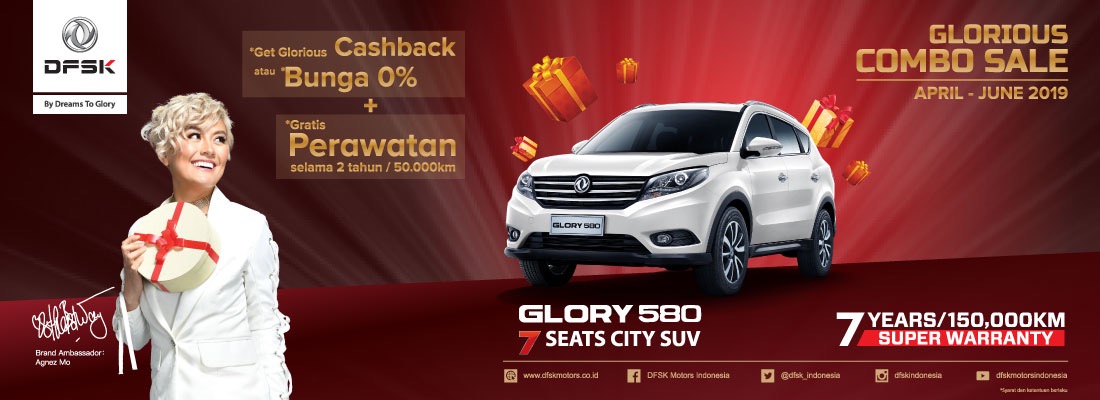 DFSK
By Dreams To Glory
*Get Glorious Cashback
atau *Bunga 0%
+
*Gratis
Perawatan
selama 2 tahun / 50.000km
GLORIOUS
COMBO SALE
APRIL - JUNE 2019
GLORY 580
Brand Ambassador:
Agnez Mo
GLORY 580
7 SEATS CITY SUV
7 YEARS/150,000KM
SUPER WARRANTY
www.dfskmotors.co.id
DFSK Motors Indonesia
@dfsk_indonesia
dfskindonesia
dfskmotorsindonesia
*Syarat dan ketentuan berlaku